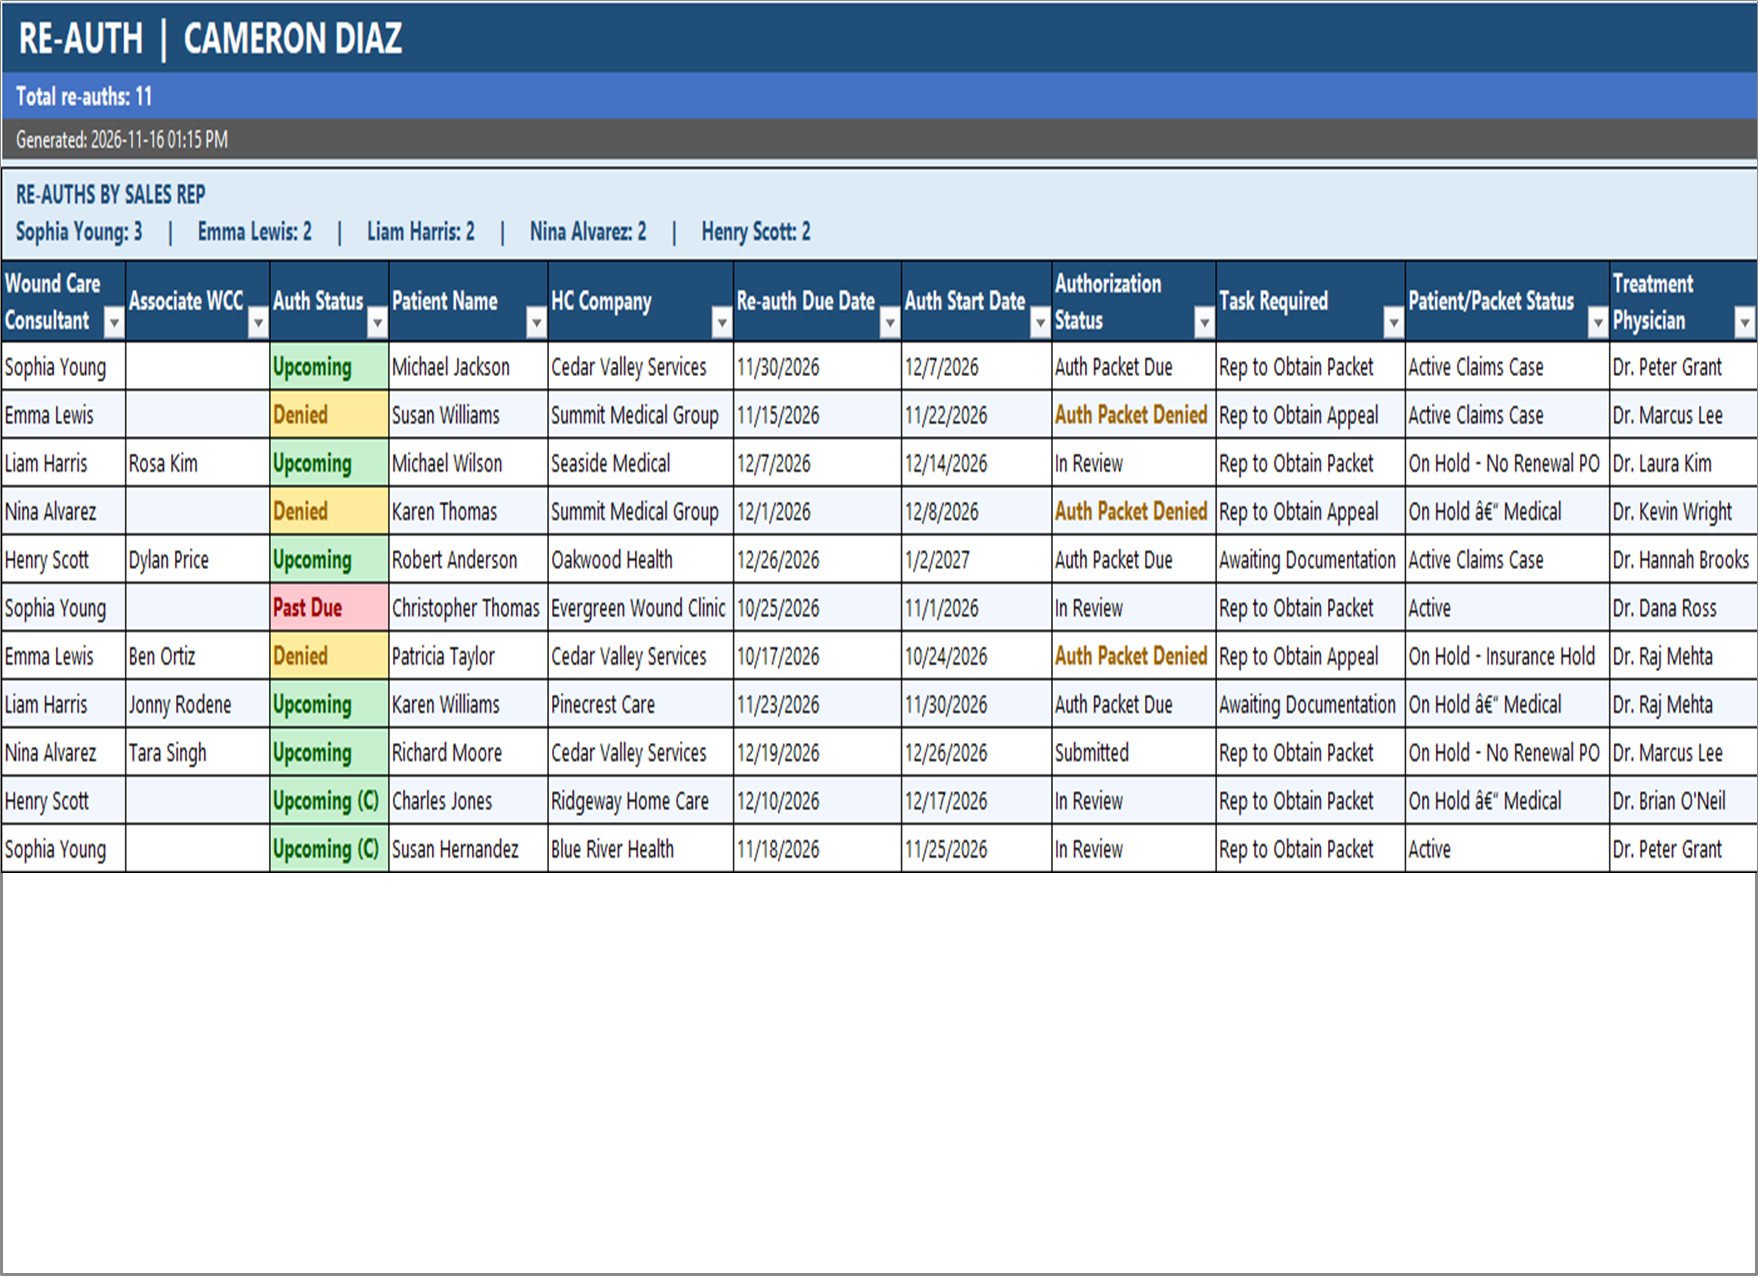 RE-AUTH | CAMERON DIAZ
Total re-auths: 11
Generated: 2026-11-16 01:15 PM
RE-AUTHS BY SALES REP
Sophia Young: 3 | Emma Lewis: 2 | Liam Harris: 2 | Nina Alvarez: 2 | Henry Scott: 2
Wound Care Consultant Associate WCC Auth Status Patient Name HC Company Re-auth Due Date Auth Start Date Authorization Status Task Required Patient/Packet Status Treatment Physician
Sophia Young Upcoming Michael Jackson Cedar Valley Services 11/30/2026 12/7/2026 Auth Packet Due Rep to Obtain Packet Active Claims Case Dr. Peter Grant
Emma Lewis Denied Susan Williams Summit Medical Group 11/15/2026 11/22/2026 Auth Packet Denied Rep to Obtain Appeal Active Claims Case Dr. Marcus Lee
Liam Harris Rosa Kim Upcoming Michael Wilson Seaside Medical 12/7/2026 12/14/2026 In Review Rep to Obtain Packet On Hold - No Renewal PO Dr. Laura Kim
Nina Alvarez Denied Karen Thomas Summit Medical Group 12/1/2026 12/8/2026 Auth Packet Denied Rep to Obtain Appeal On Hold â€“ Medical Dr. Kevin Wright
Henry Scott Dylan Price Upcoming Robert Anderson Oakwood Health 12/26/2026 1/2/2027 Auth Packet Due Awaiting Documentation Active Claims Case Dr. Hannah Brooks
Sophia Young Past Due Christopher Thomas Evergreen Wound Clinic 10/25/2026 11/1/2026 In Review Rep to Obtain Packet Active Dr. Dana Ross
Emma Lewis Ben Ortiz Denied Patricia Taylor Cedar Valley Services 10/17/2026 10/24/2026 Auth Packet Denied Rep to Obtain Appeal On Hold - Insurance Hold Dr. Raj Mehta
Liam Harris Jonny Rodene Upcoming Karen Williams Pinecrest Care 11/23/2026 11/30/2026 Auth Packet Due Awaiting Documentation On Hold â€“ Medical Dr. Raj Mehta
Nina Alvarez Tara Singh Upcoming Richard Moore Cedar Valley Services 12/19/2026 12/26/2026 Submitted Rep to Obtain Packet On Hold - No Renewal PO Dr. Marcus Lee
Henry Scott Upcoming (C) Charles Jones Ridgeway Home Care 12/10/2026 12/17/2026 In Review Rep to Obtain Packet On Hold â€“ Medical Dr. Brian O'Neil
Sophia Young Upcoming (C) Susan Hernandez Blue River Health 11/18/2026 11/25/2026 In Review Rep to Obtain Packet Active Dr. Peter Grant